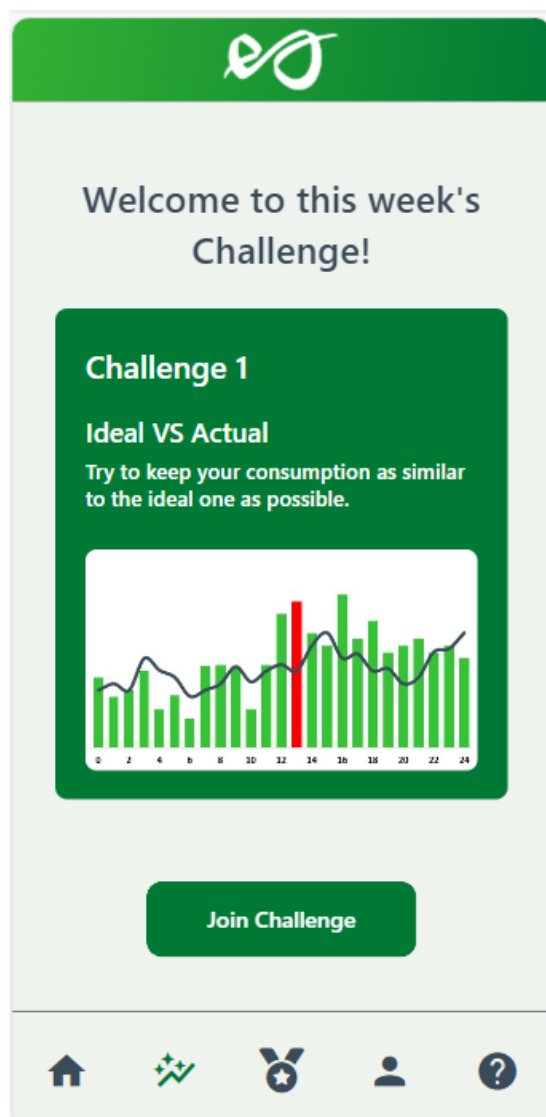 Welcome to this week's
Challenge!
Challenge 1
Ideal VS Actual
Try to keep your consumption as similar
to the ideal one as possible.
0 2 4 6 8 10 12 14 16 18 20 22 24
Join Challenge
?